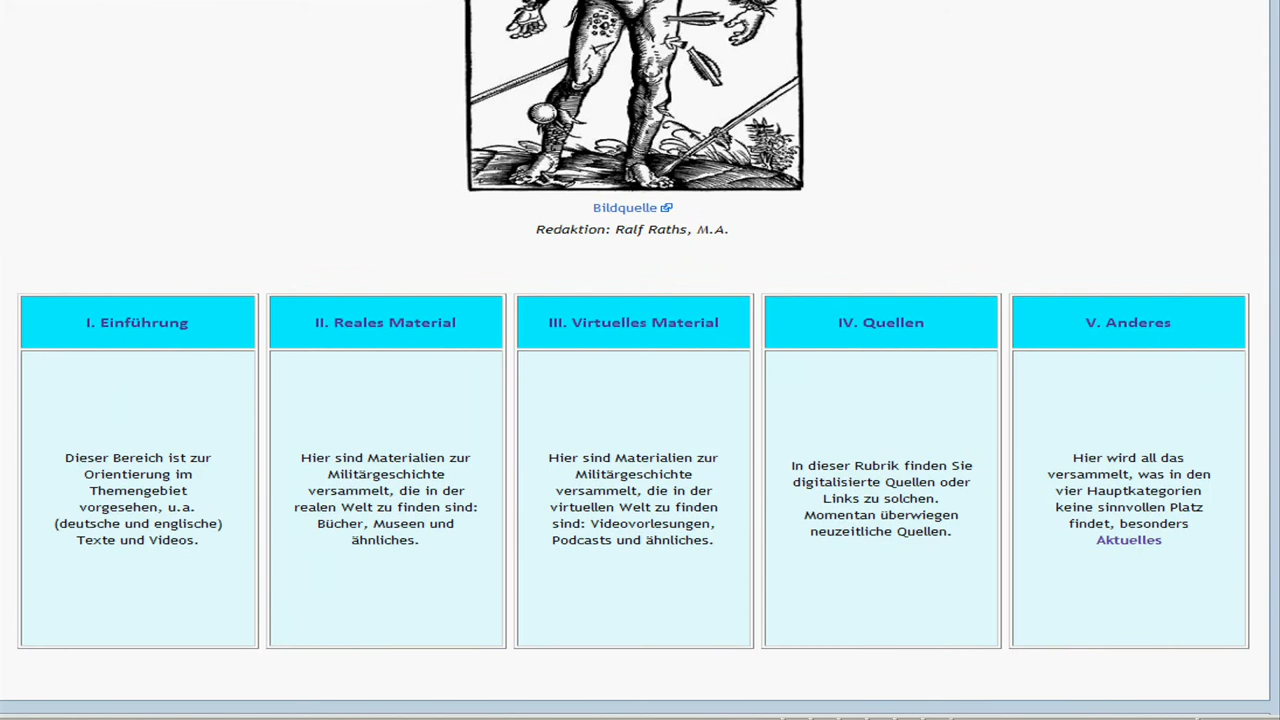 Bildquelle
Redaktion: Ralf Raths, M.A.
I. Einführung
Dieser Bereich ist zur
Orientierung im
Themengebiet
vorgesehen, u.a.
(deutsche und englische)
Texte und Videos.
II. Reales Material
Hier sind Materialien zur
Militärgeschichte
versammelt, die in der
realen Welt zu finden sind:
Bücher, Museen und
ähnliches.
III. Virtuelles Material
Hier sind Materialien zur
Militärgeschichte
versammelt, die in der
virtuellen Welt zu finden
sind: Videovorlesungen,
Podcasts und ähnliches.
IV. Quellen
In dieser Rubrik finden Sie
digitalisierte Quellen oder
Links zu solchen.
Momentan überwiegen
neuzeitliche Quellen.
V. Anderes
Hier wird all das
versammelt, was in den
vier Hauptkategorien
keine sinnvollen Platz
findet, besonders
Aktuelles